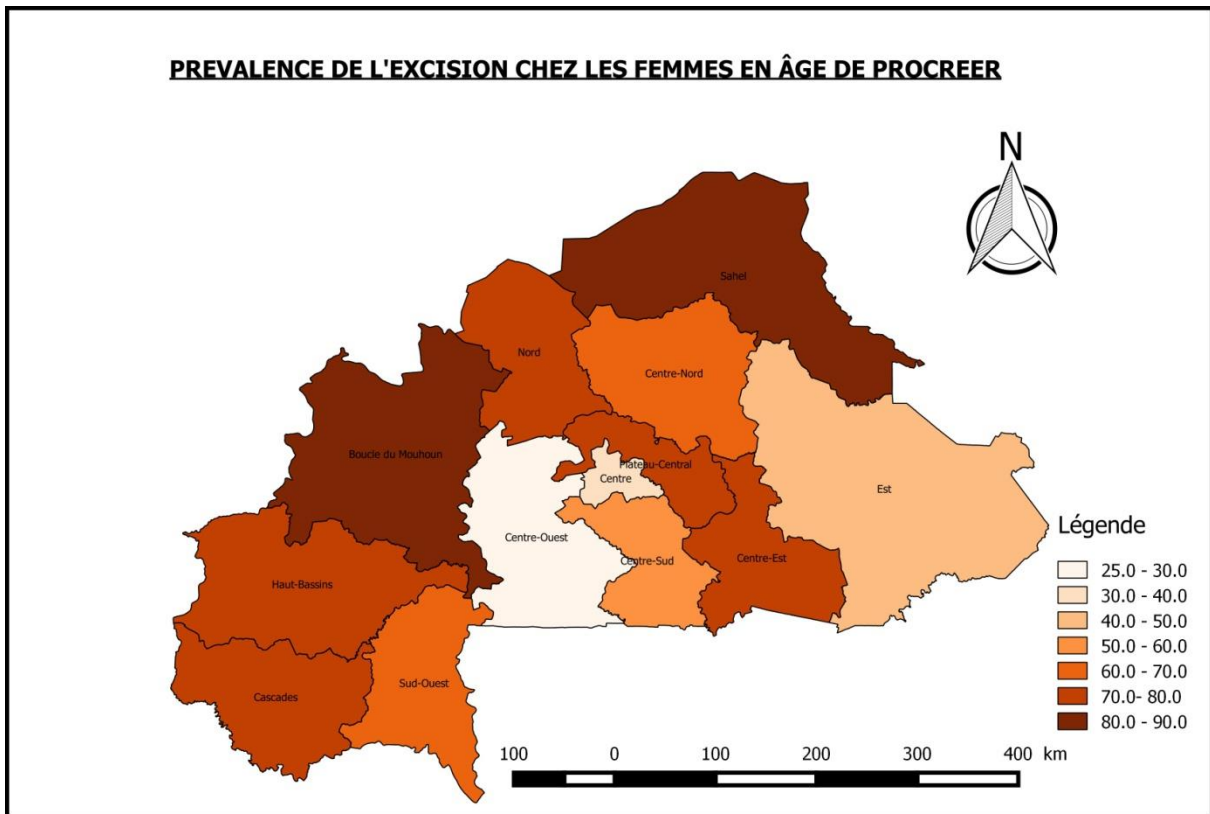 PREVALENCE DE L'EXCISION CHEZ LES FEMMES EN ÂGE DE PROCREER
N
Sahel
Nord
Centre-Nord
Boucle du Mouhoun
Plateau-Central
Centre
Est
Centre-Ouest
Centre-Sud
Centre-Est
Haut-Bassins
Sud-Ouest
Cascades
Légende
25.0 - 30.0
30.0 - 40.0
40.0 - 50.0
50.0 - 60.0
60.0 - 70.0
70.0- 80.0
80.0 - 90.0
100 0 100 200 300 400 km